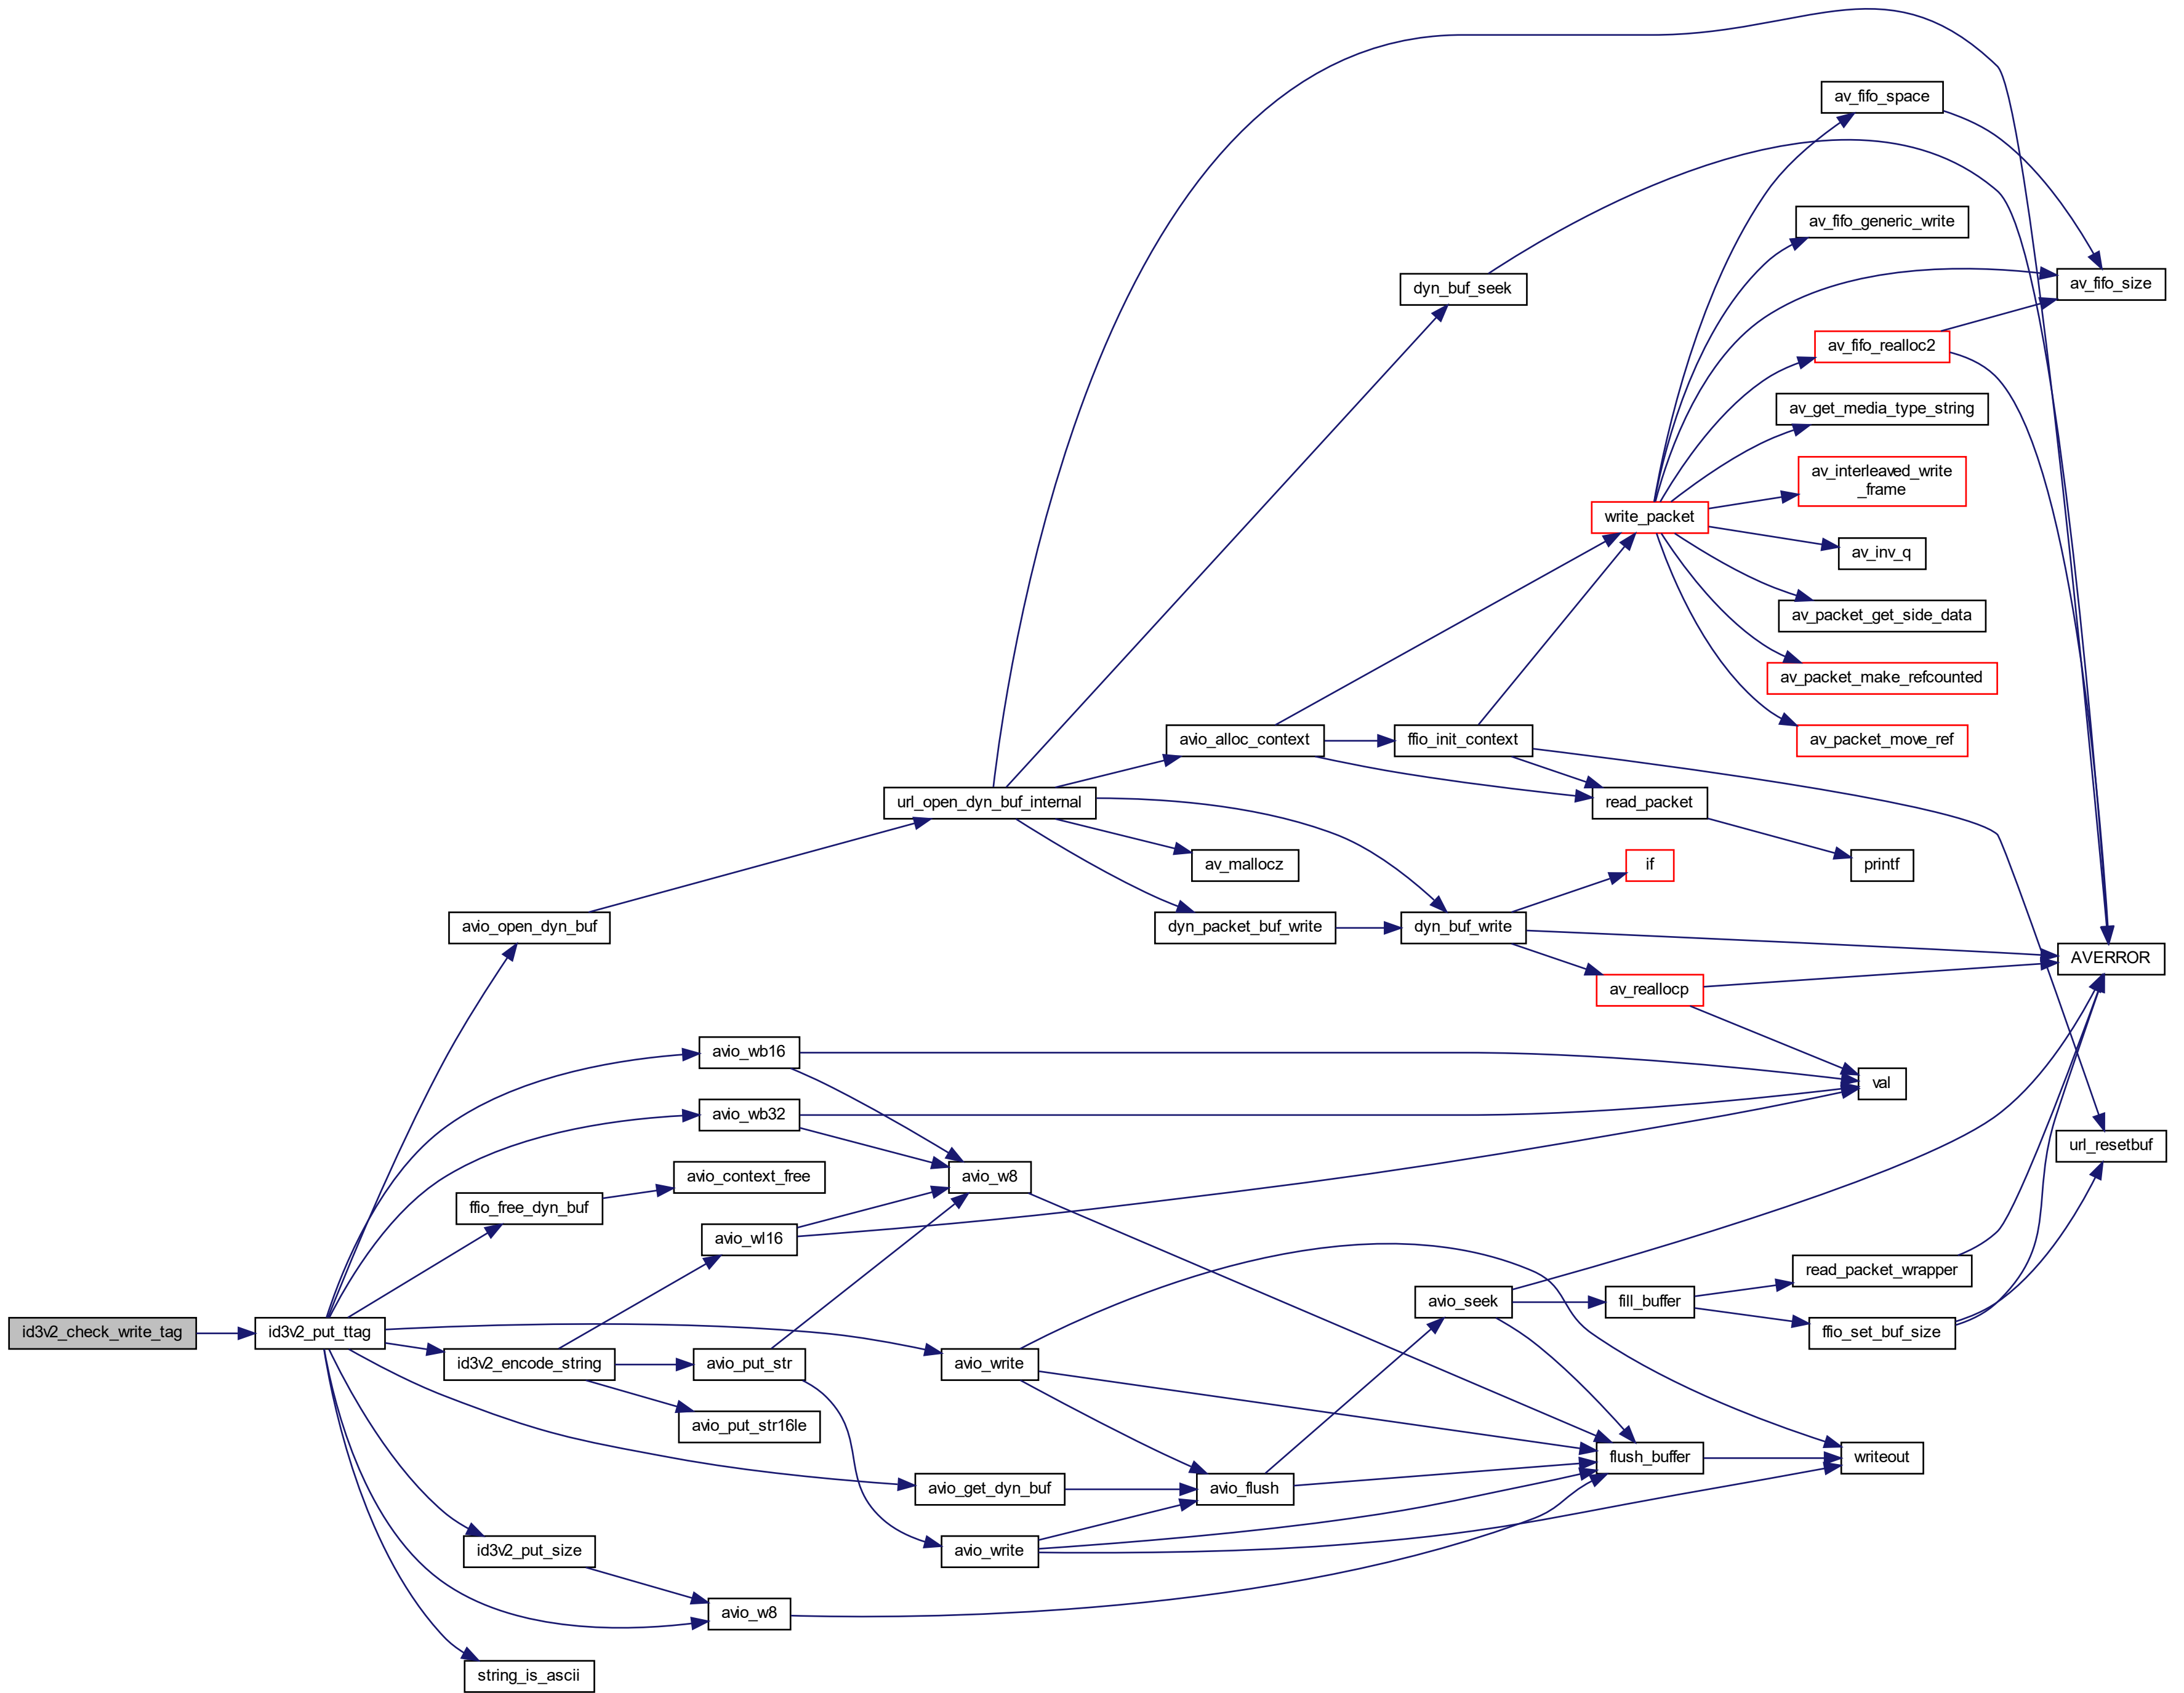 id3v2_check_write_tag
id3v2_put_ttag
avio_open_dyn_buf
ffio_free_dyn_buf
id3v2_encode_string
id3v2_put_size
string_is_ascii
avio_wb16
avio_wb32
avio_context_free
avio_wl16
avio_put_str
avio_put_str16le
avio_w8
url_open_dyn_buf_internal
avio_w8
avio_write
avio_get_dyn_buf
avio_write
avio_alloc_context
av_mallocz
dyn_packet_buf_write
avio_flush
dyn_buf_seek
ffio_init_context
dyn_buf_write
avio_seek
write_packet
read_packet
if
av_reallocp
fill_buffer
flush_buffer
av_fifo_space
av_fifo_generic_write
av_fifo_realloc2
av_get_media_type_string
av_interleaved_write
_frame
av_inv_q
av_packet_get_side_data
av_packet_make_refcounted
av_packet_move_ref
printf
val
read_packet_wrapper
ffio_set_buf_size
writeout
av_fifo_size
AVERROR
url_resetbuf